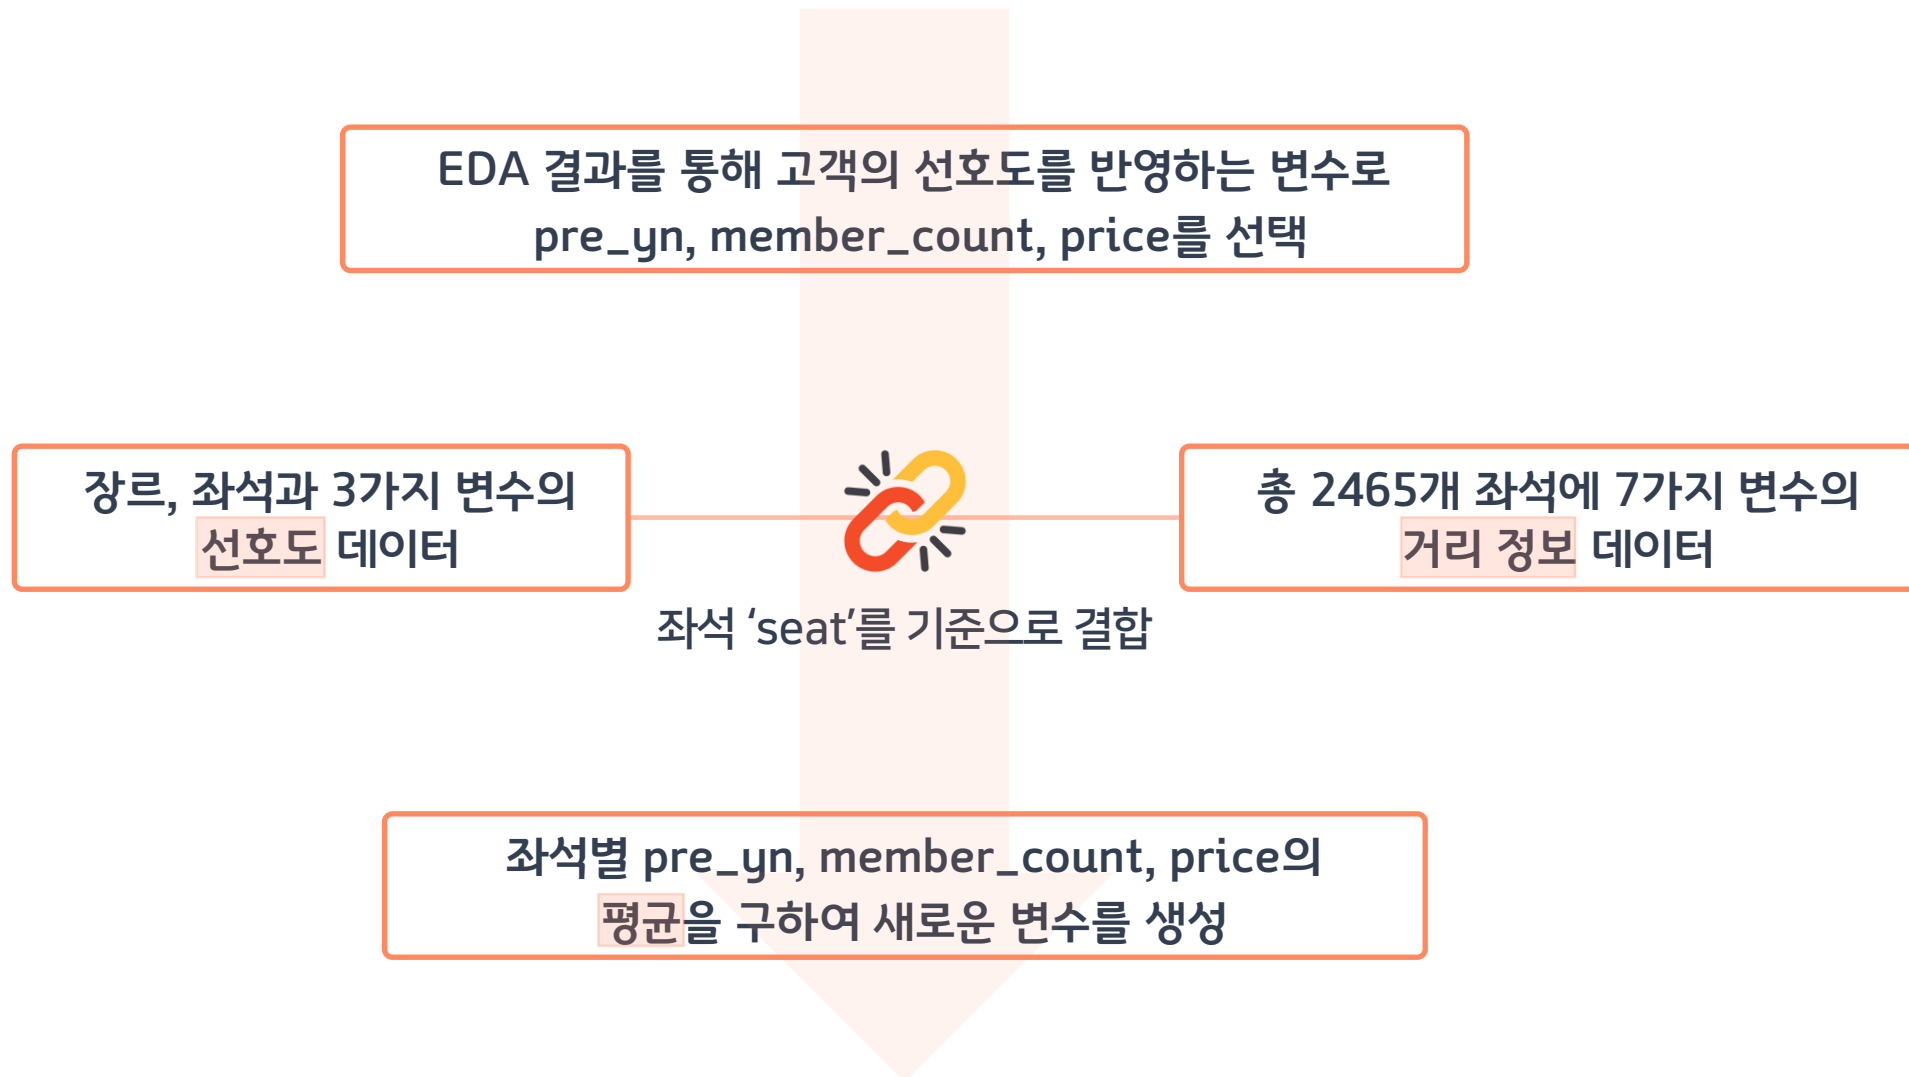 EDA 결과를 통해 고객의 선호도를 반영하는 변수로
pre_yn, member_count, price를 선택
장르, 좌석과 3가지 변수의
선호도 데이터
총 2465개 좌석에 7가지 변수의
거리 정보 데이터
좌석 ‘seat’를 기준으로 결합
좌석별 pre_yn, member_count, price의
평균을 구하여 새로운 변수를 생성